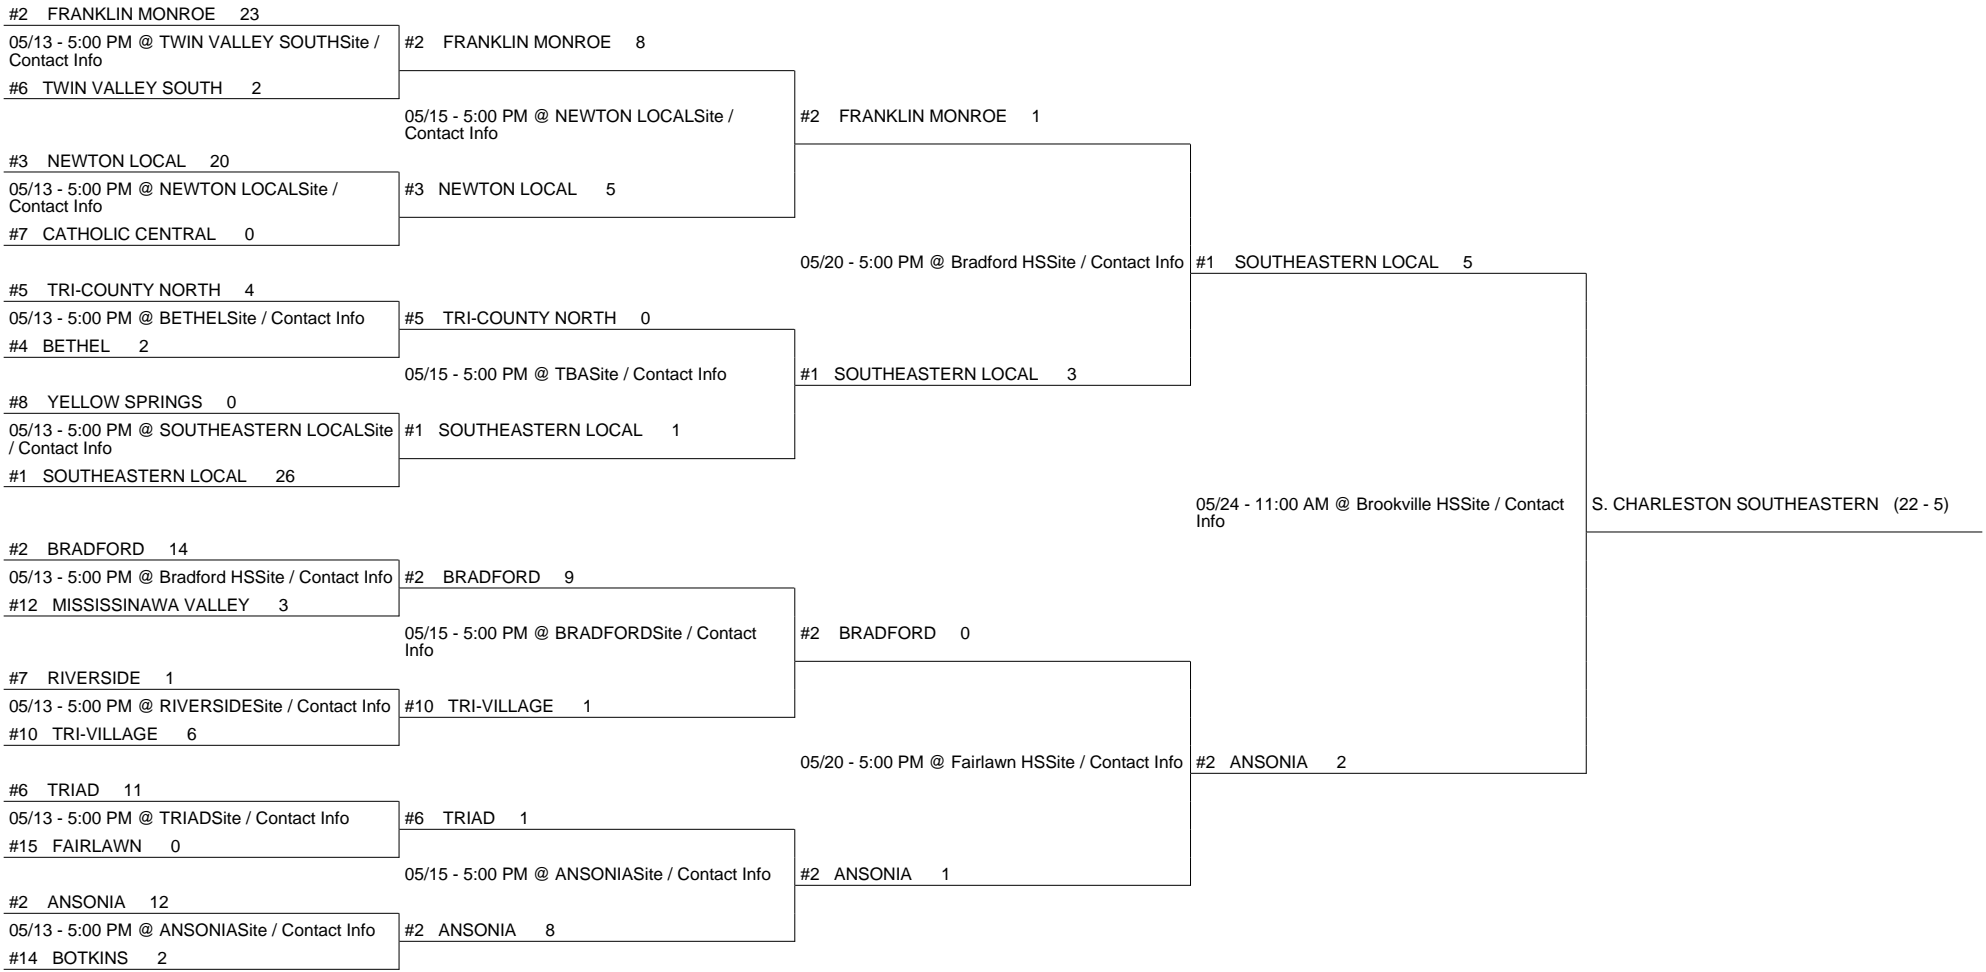 #2 FRANKLIN MONROE 23
05/13 - 5:00 PM @ TWIN VALLEY SOUTHSite /
Contact Info
#6 TWIN VALLEY SOUTH 2
#3 NEWTON LOCAL 20
05/13 - 5:00 PM @ NEWTON LOCALSite /
Contact Info
#7 CATHOLIC CENTRAL 0
#5 TRI-COUNTY NORTH 4
05/13 - 5:00 PM @ BETHELSite / Contact Info
#4 BETHEL 2
#8 YELLOW SPRINGS 0
05/13 - 5:00 PM @ SOUTHEASTERN LOCALSite
/ Contact Info
#1 SOUTHEASTERN LOCAL 26
#2 BRADFORD 14
05/13 - 5:00 PM @ Bradford HSSite / Contact Info
#12 MISSISSINAWA VALLEY 3
#7 RIVERSIDE 1
05/13 - 5:00 PM @ RIVERSIDESite / Contact Info
#10 TRI-VILLAGE 6
#6 TRIAD 11
05/13 - 5:00 PM @ TRIADSite / Contact Info
#15 FAIRLAWN 0
#2 ANSONIA 12
05/13 - 5:00 PM @ ANSONIASite / Contact Info
#14 BOTKINS 2
#2 FRANKLIN MONROE 8
05/15 - 5:00 PM @ NEWTON LOCALSite /
Contact Info
#3 NEWTON LOCAL 5
#5 TRI-COUNTY NORTH 0
05/15 - 5:00 PM @ TBASite / Contact Info
#1 SOUTHEASTERN LOCAL 1
#2 BRADFORD 9
05/15 - 5:00 PM @ BRADFORDSite / Contact
Info
#10 TRI-VILLAGE 1
#6 TRIAD 1
05/15 - 5:00 PM @ ANSONIASite / Contact Info
#2 ANSONIA 8
#2 FRANKLIN MONROE 1
05/20 - 5:00 PM @ Bradford HSSite / Contact Info
#1 SOUTHEASTERN LOCAL 3
#2 BRADFORD 0
05/20 - 5:00 PM @ Fairlawn HSSite / Contact Info
#2 ANSONIA 1
#1 SOUTHEASTERN LOCAL 5
05/24 - 11:00 AM @ Brookville HSSite / Contact
Info
#2 ANSONIA 2
S. CHARLESTON SOUTHEASTERN (22 - 5)